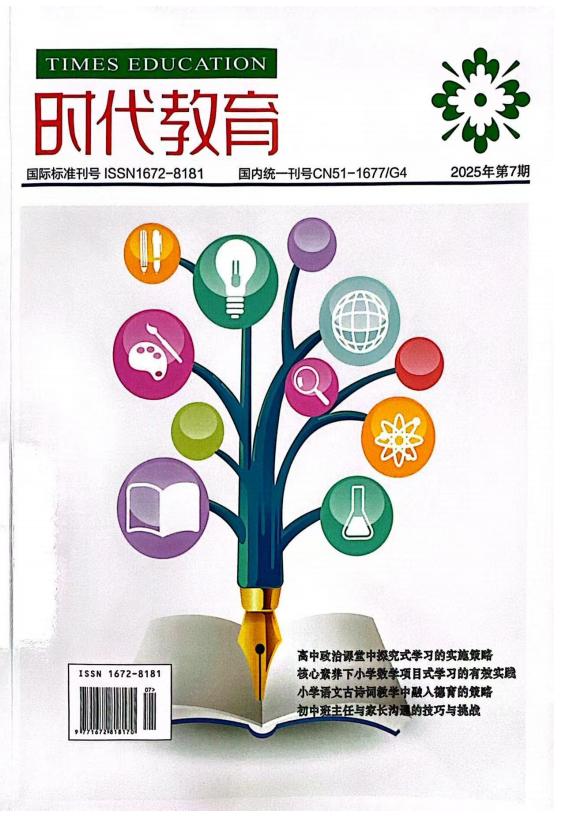 TIMES EDUCATION
时代教育
国际标准刊号 ISSN1672-8181 国内统一刊号CN51-1677/G4 2025年第7期
高中政治课堂中探究式学习的实施策略
核心素养下小学数学项目式学习的有效实践
小学语文古诗词教学中融入德育的策略
初中班主任与家长沟通的技巧与挑战
ISSN 1672-8181
07>
9 771672 818170